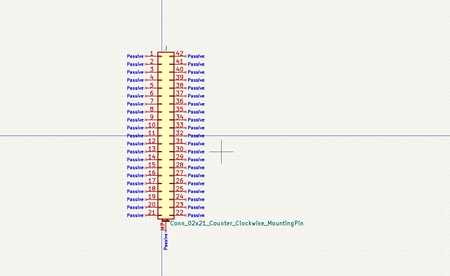 J
Passive 1 42 Passive
Passive 2 41 Passive
Passive 3 40 Passive
Passive 4 39 Passive
Passive 5 38 Passive
Passive 6 37 Passive
Passive 7 36 Passive
Passive 8 35 Passive
Passive 9 34 Passive
Passive 10 33 Passive
Passive 11 32 Passive
Passive 12 31 Passive
Passive 13 30 Passive
Passive 14 29 Passive
Passive 15 28 Passive
Passive 16 27 Passive
Passive 17 26 Passive
Passive 18 25 Passive
Passive 19 24 Passive
Passive 20 23 Passive
Passive 21 22 Passive
Conn_02x21_Counter_Clockwise_MountingPin
MP
Passive